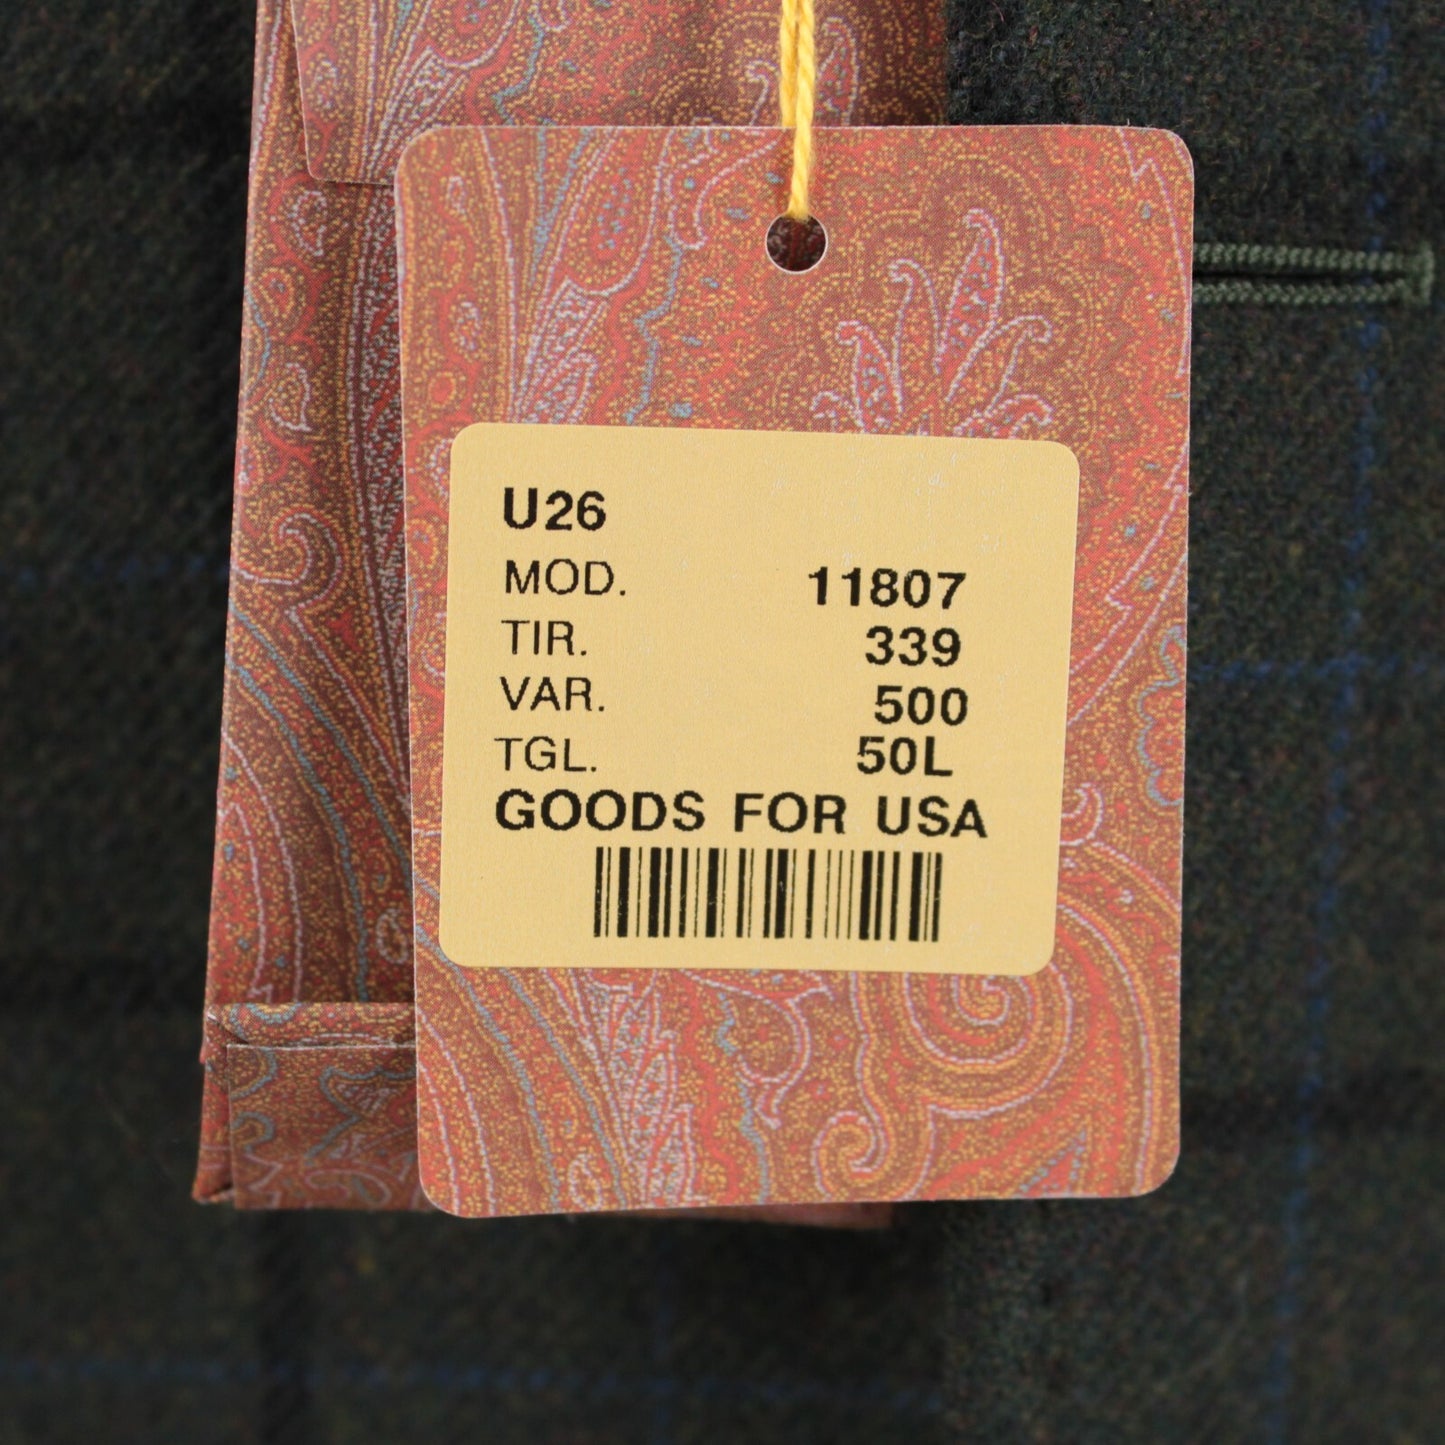 U26
MOD. 11807
TIR. 339
VAR. 500
TGL. 50L
GOODS FOR USA